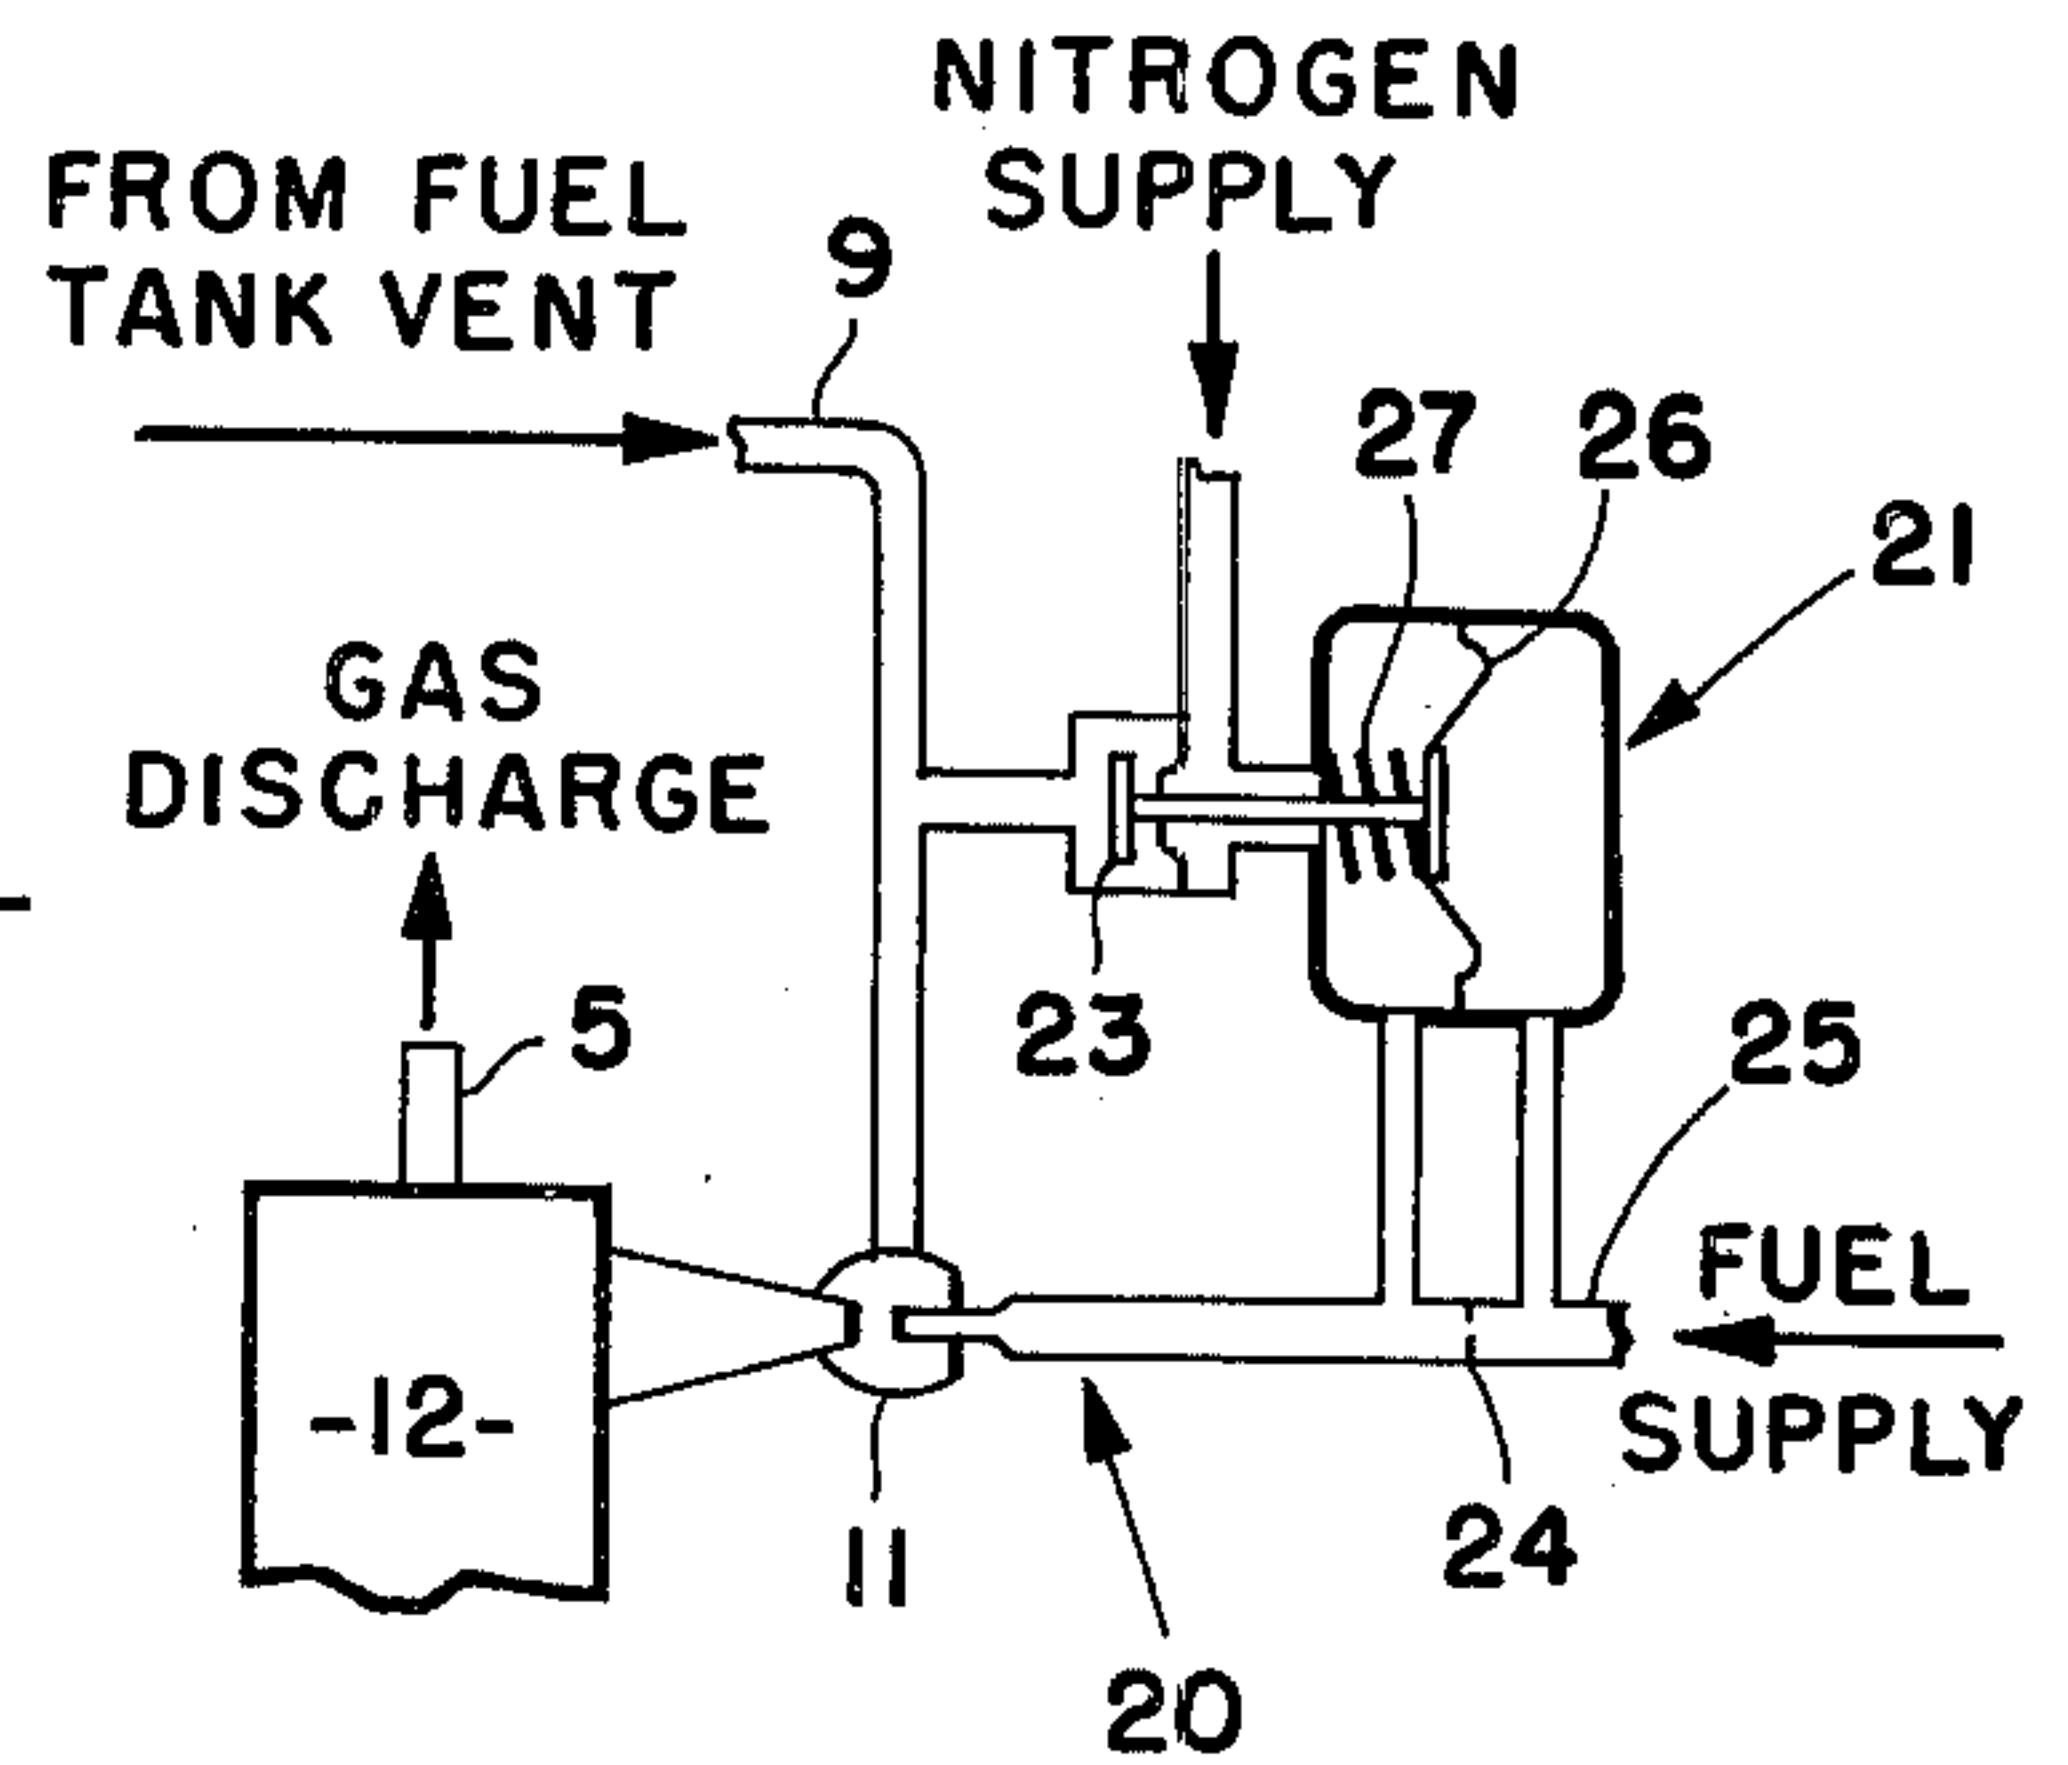 NITROGEN
SUPPLY
FROM FUEL
TANK VENT
9
27
26
21
GAS
DISCHARGE
23
5
25
FUEL
SUPPLY
-12-
11
24
20